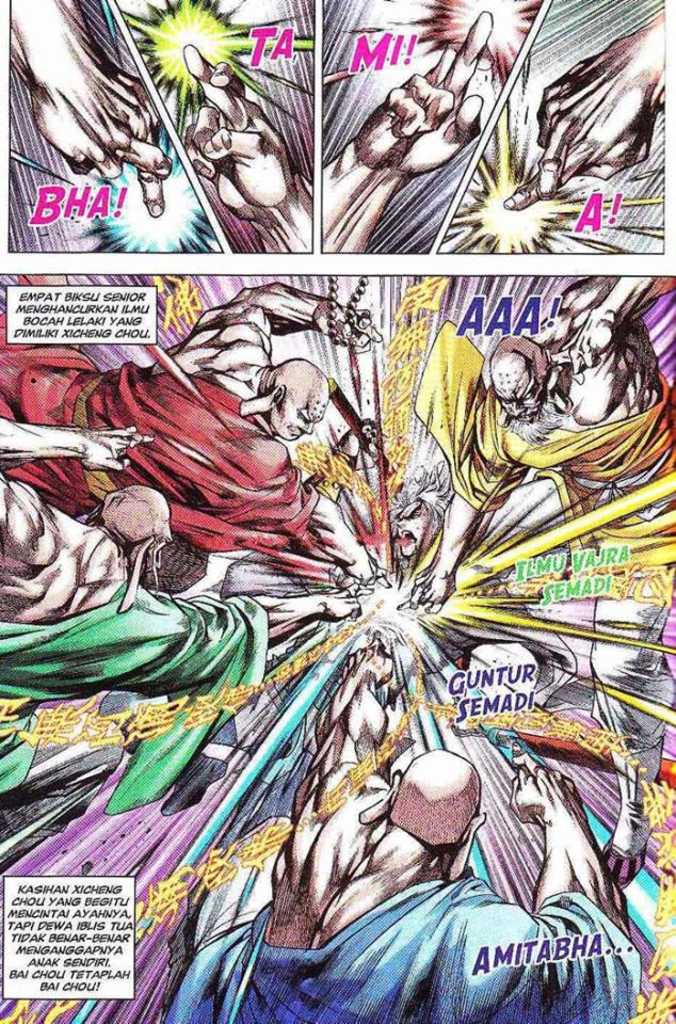 BHA!
TA
MI!
A!
EMPAT BIKSU SENIOR
MENGHANCURKAN ILMU
BOCAH LELAKI YANG
DIMILIKI XICHENG CHOU.
AAA!
ILMU VAJRA
SEMADI
GUNTUR
SEMADI
KASIHAN XICHENG
CHOU YANG BEGITU
MENCINTAI AYAHNYA,
TAPI DEWA IBLIS TUA
TIDAK BENAR-BENAR
MENGANGGAPNYA
ANAK SENDIRI.
BAI CHOU TETAPLAH
BAI CHOU!
AMITABHA...